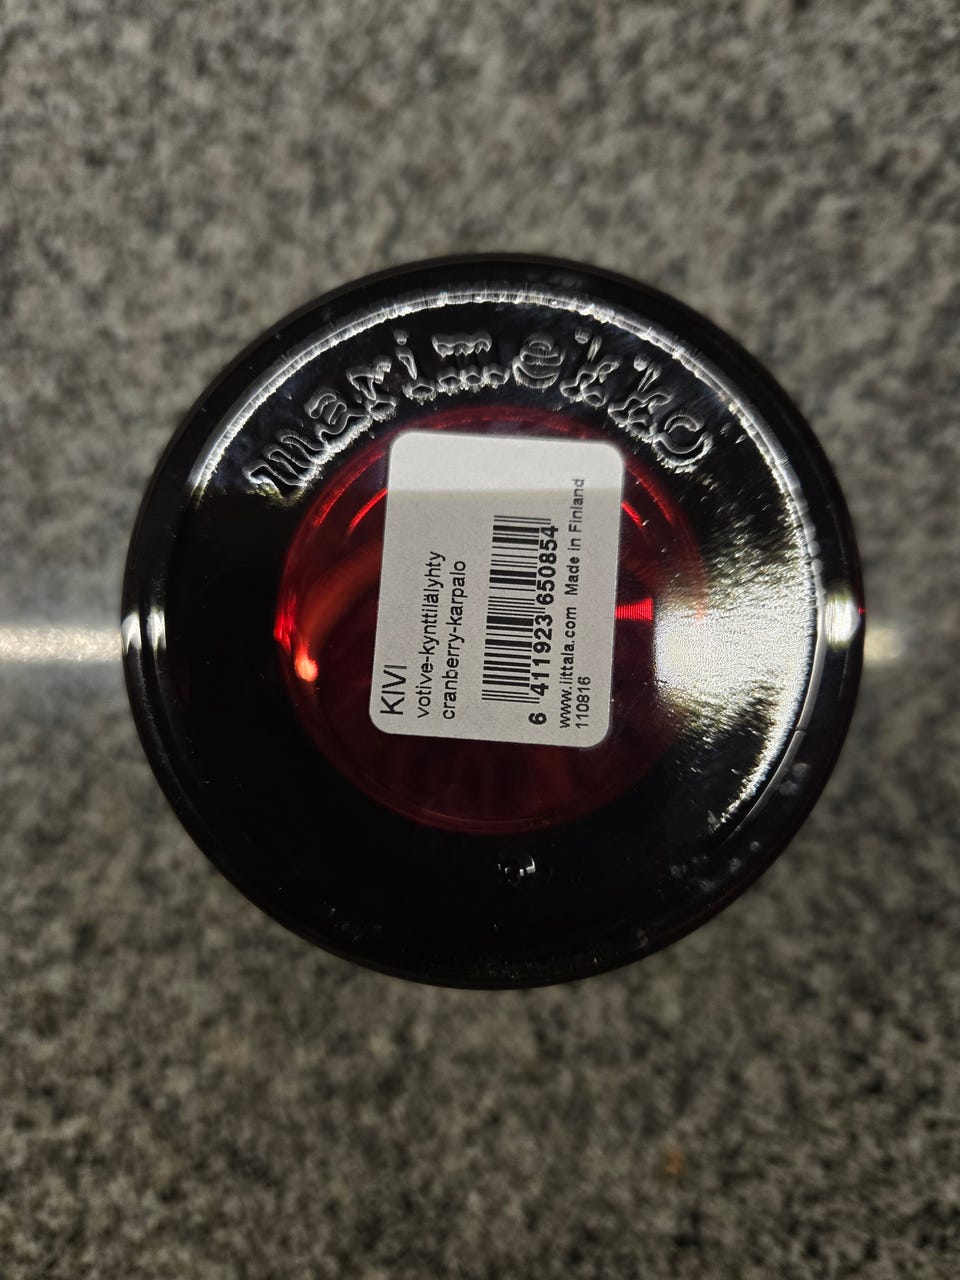 marimekko
KIVI
votive-kynttilälyhty
cranberry-karpalo
6 411923 650854
www.iittala.com Made in Finland
110816